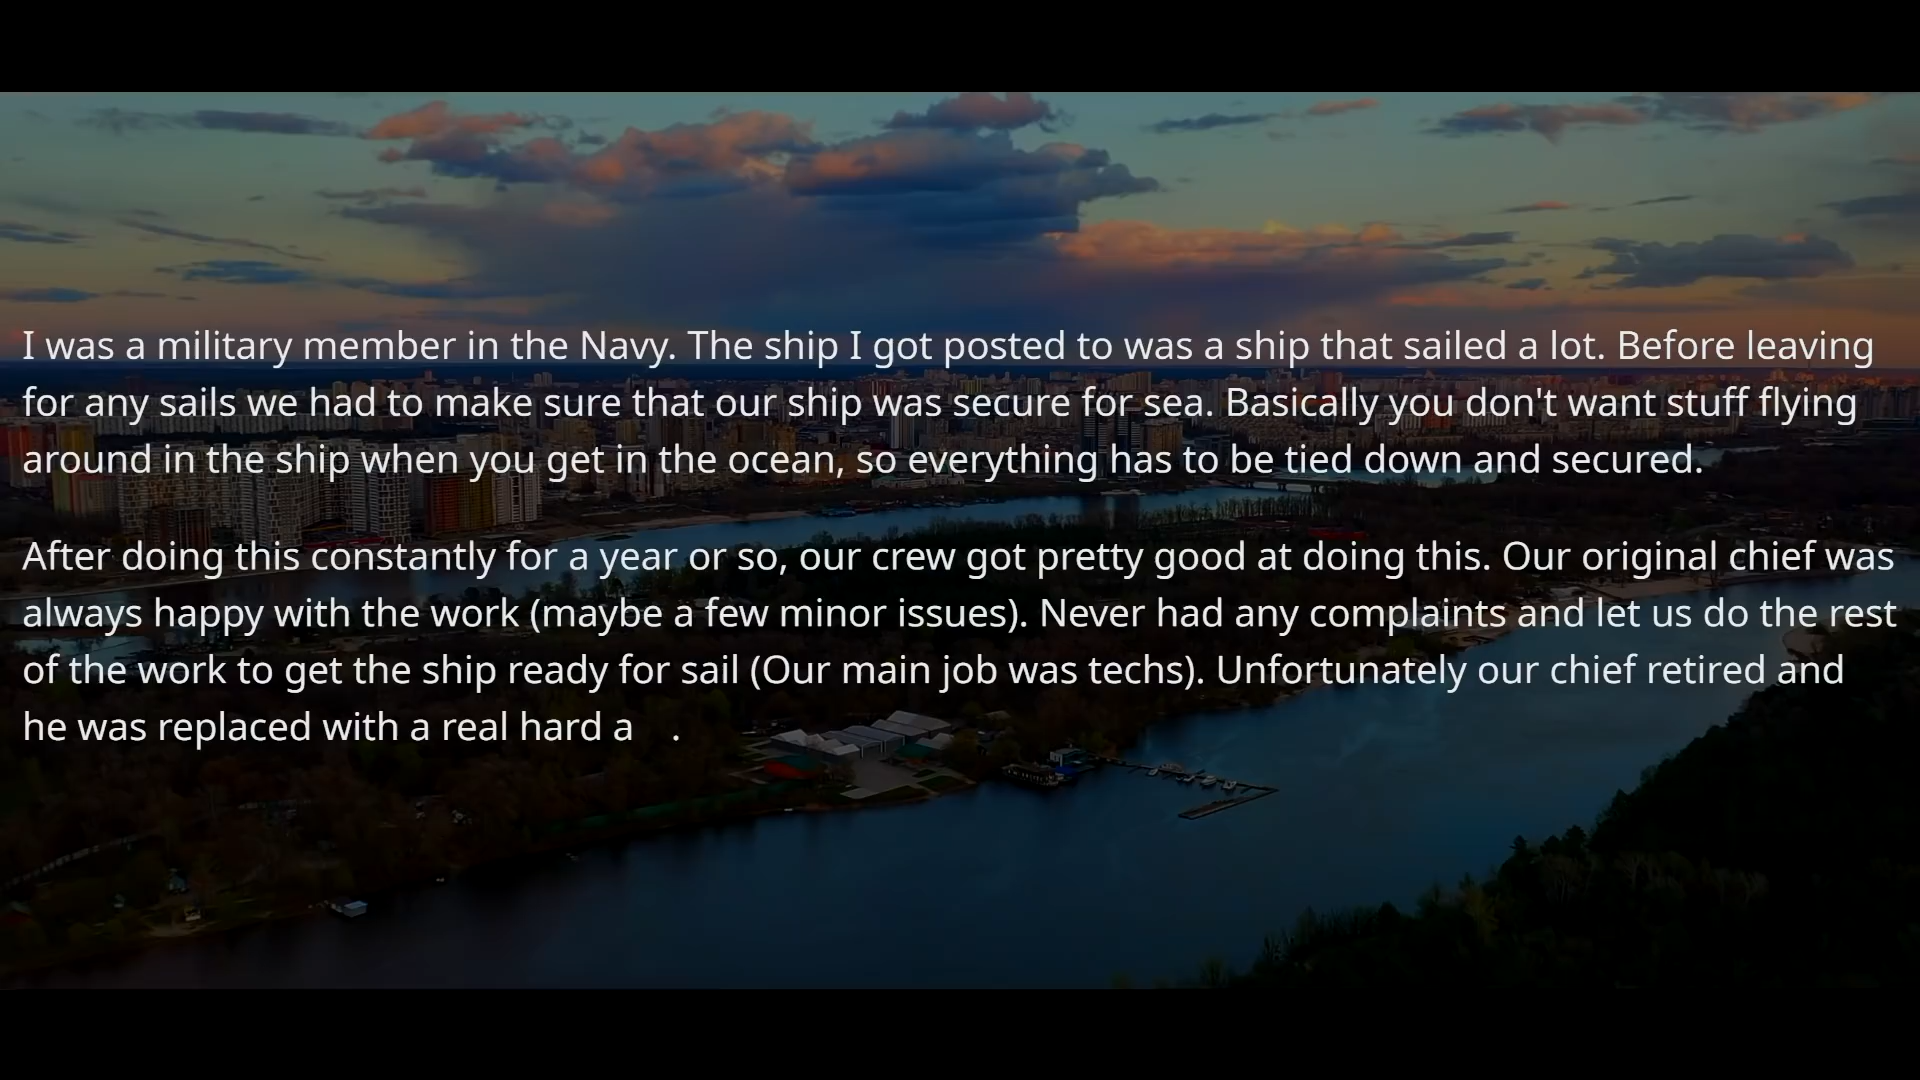 I was a military member in the Navy. The ship I got posted to was a ship that sailed a lot. Before leaving
for any sails we had to make sure that our ship was secure for sea. Basically you don't want stuff flying
around in the ship when you get in the ocean, so everything has to be tied down and secured.
After doing this constantly for a year or so, our crew got pretty good at doing this. Our original chief was
always happy with the work (maybe a few minor issues). Never had any complaints and let us do the rest
of the work to get the ship ready for sail (Our main job was techs). Unfortunately our chief retired and
he was replaced with a real hard a .